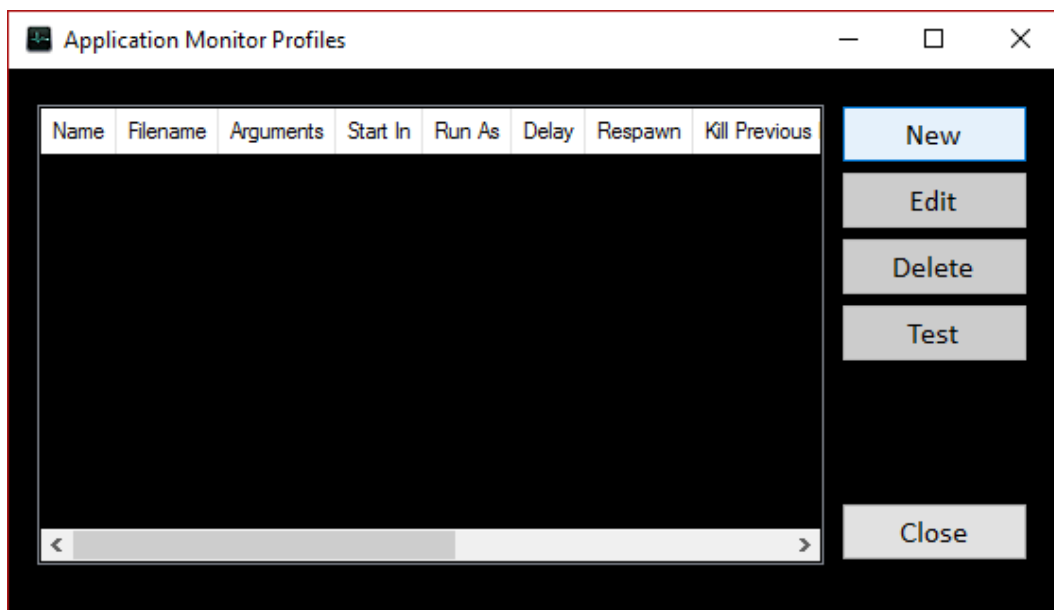 Application Monitor Profiles
Name Filename Arguments Start In Run As Delay Respawn Kill Previous
New
Edit
Delete
Test
Close